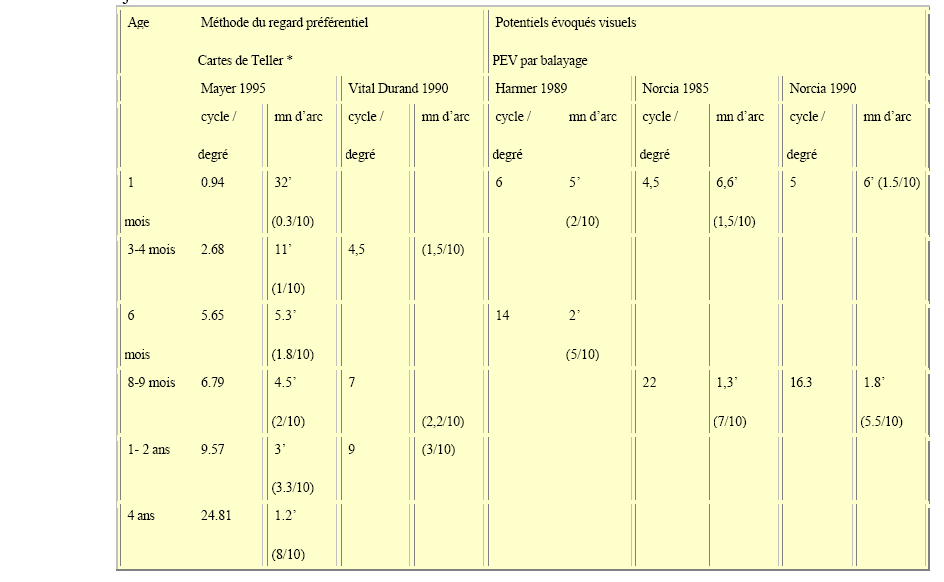 Age Méthode du regard préférentiel Potentiels évoqués visuels
Cartes de Teller * PEV par balayage
Mayer 1995 Vital Durand 1990 Harmer 1989 Norcia 1985 Norcia 1990
cycle / mn d’arc cycle / mn d’arc cycle / mn d’arc cycle / mn d’arc cycle / mn d’arc
degré degré degré degré degré
1 0.94 32’ 6 5’ 4,5 6,6’ 5 6’ (1.5/10)
mois (0.3/10) (2/10) (1,5/10)
3-4 mois 2.68 11’ 4,5 (1,5/10)
(1/10)
6 5.65 5.3’ 14 2’
mois (1.8/10) (5/10)
8-9 mois 6.79 4.5’ 7 22 1,3’ 16.3 1.8’
(2/10) (2,2/10) (7/10) (5.5/10)
1- 2 ans 9.57 3’ 9 (3/10)
(3.3/10)
4 ans 24.81 1.2’
(8/10)